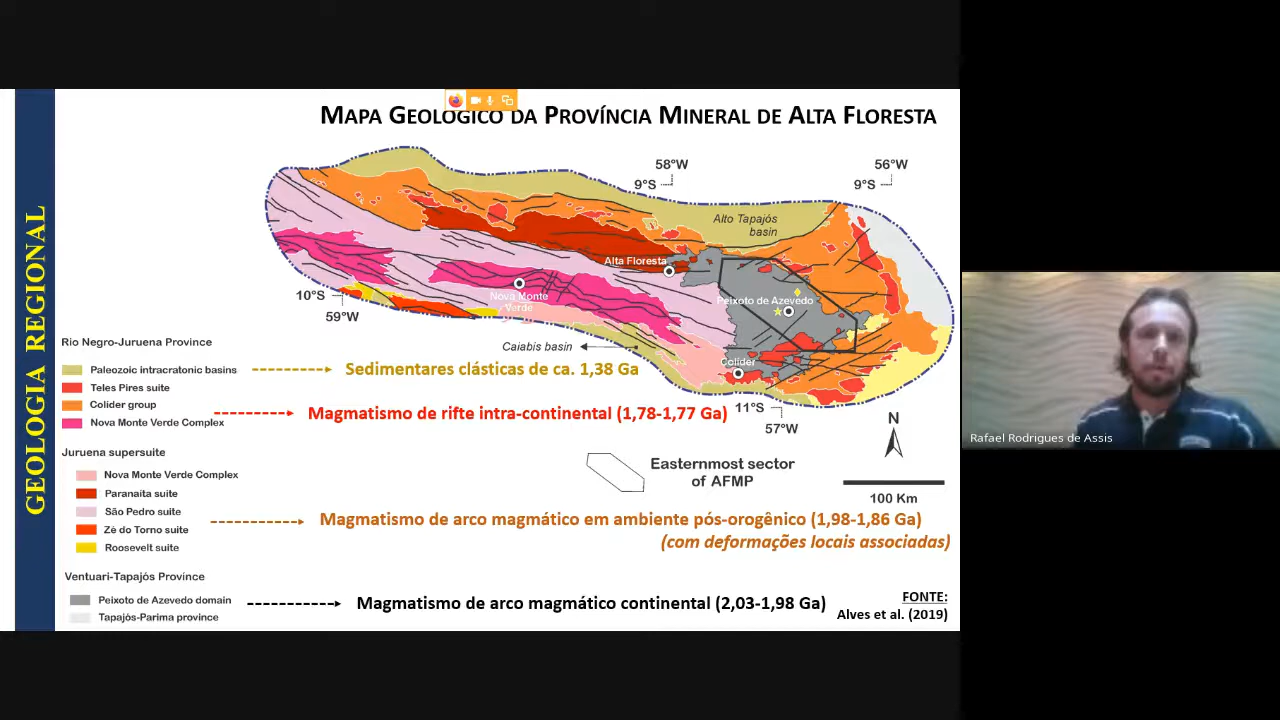 MAPA GEOLÓGICO DA PROVÍNCIA MINERAL DE ALTA FLORESTA
GEOLOGIA REGIONAL
58°W
9°S
56°W
9°S
Alto Tapajós
basin
Alta Floresta
Peixoto de Azevedo
Nova Monte
Verde
10°S
59°W
Caiabis basin
Colíder
11°S
57°W
N
100 Km
Easternmost sector
of AFMP
Rio Negro-Juruena Province
Paleozoic intracratonic basins
Sedimentares clásticas de ca. 1,38 Ga
Teles Pires suite
Colíder group
Magmatismo de rifte intra-continental (1,78-1,77 Ga)
Nova Monte Verde Complex
Juruena supersuite
Nova Monte Verde Complex
Paranaíta suite
São Pedro suite
Zé do Torno suite
Roosevelt suite
Magmatismo de arco magmático em ambiente pós-orogênico (1,98-1,86 Ga)
(com deformações locais associadas)
Ventuari-Tapajós Province
Peixoto de Azevedo domain
Magmatismo de arco magmático continental (2,03-1,98 Ga)
Tapajós-Parima province
FONTE:
Alves et al. (2019)
Rafael Rodrigues de Assis